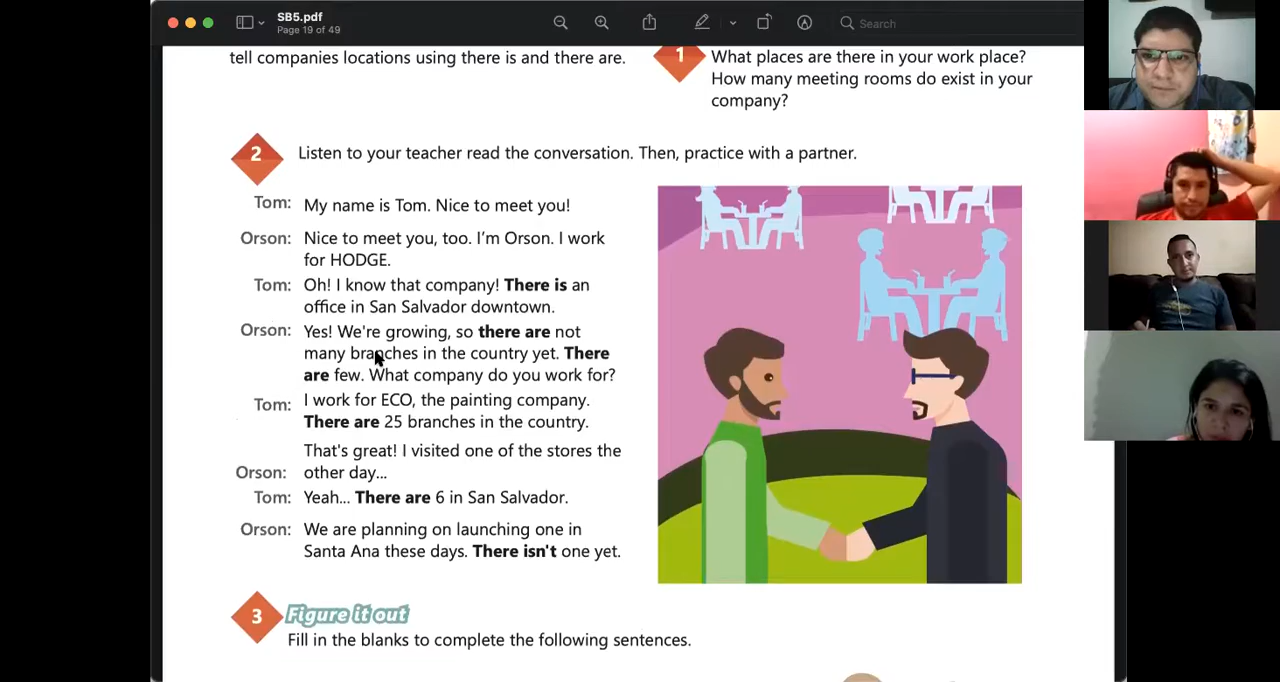 SB5.pdf
Page 19 of 49
Search
tell companies locations using there is and there are.
1
What places are there in your work place?
How many meeting rooms do exist in your
company?
2
Listen to your teacher read the conversation. Then, practice with a partner.
Tom: My name is Tom. Nice to meet you!
Orson: Nice to meet you, too. I'm Orson. I work
for HODGE.
Tom: Oh! I know that company! There is an
office in San Salvador downtown.
Orson: Yes! We're growing, so there are not
many branches in the country yet. There
are few. What company do you work for?
Tom: I work for ECO, the painting company.
There are 25 branches in the country.
That's great! I visited one of the stores the
Orson: other day...
Tom: Yeah... There are 6 in San Salvador.
Orson: We are planning on launching one in
Santa Ana these days. There isn't one yet.
3
Figure it out
Fill in the blanks to complete the following sentences.